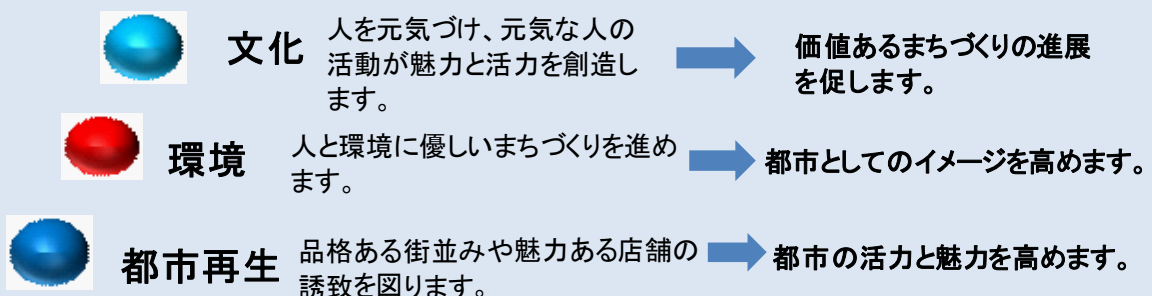 文化
人を元気づけ、元気な人の
活動が魅力と活力を創造し
ます。
価値あるまちづくりの進展
を促します。
環境
人と環境に優しいまちづくりを進め
ます。
都市としてのイメージを高めます。
都市再生
品格ある街並みや魅力ある店舗の
誘致を図ります。
都市の活力と魅力を高めます。